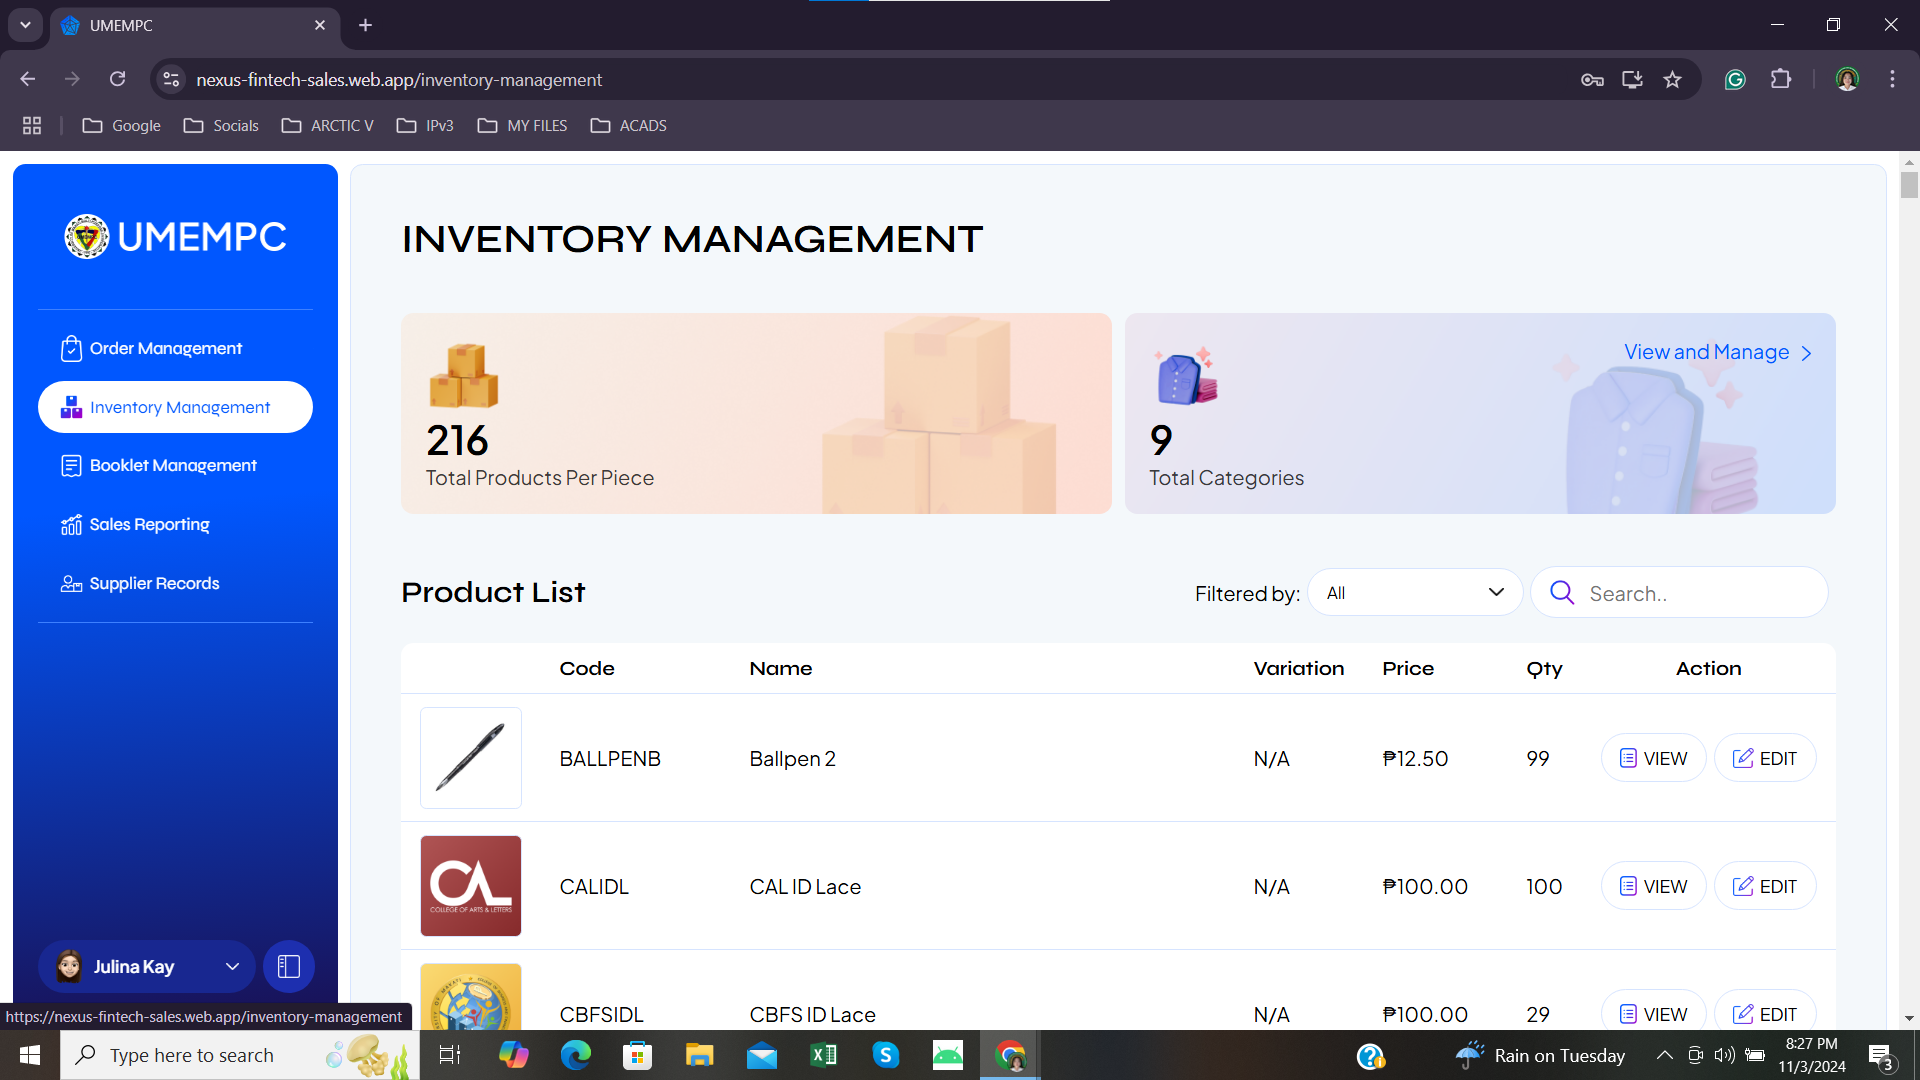 UMEMPC
nexus-fintech-sales.web.app/inventory-management
Google
Socials
ARCTIC V
IPv3
MY FILES
ACADS
UMEMPC
Order Management
Inventory Management
Booklet Management
Sales Reporting
Supplier Records
Julina Kay
https://nexus-fintech-sales.web.app/inventory-management
INVENTORY MANAGEMENT
216
Total Products Per Piece
View and Manage
9
Total Categories
Product List
Filtered by: All
Search..
Code Name Variation Price Qty Action
BALLPENB Ballpen 2 N/A ₱12.50 99 VIEW EDIT
CAL
COLLEGE OF ARTS & LETTERS
CALIDL CAL ID Lace N/A ₱100.00 100 VIEW EDIT
CBFSIDL CBFS ID Lace N/A ₱100.00 29 VIEW EDIT
Type here to search
Rain on Tuesday
8:27 PM
11/3/2024
3